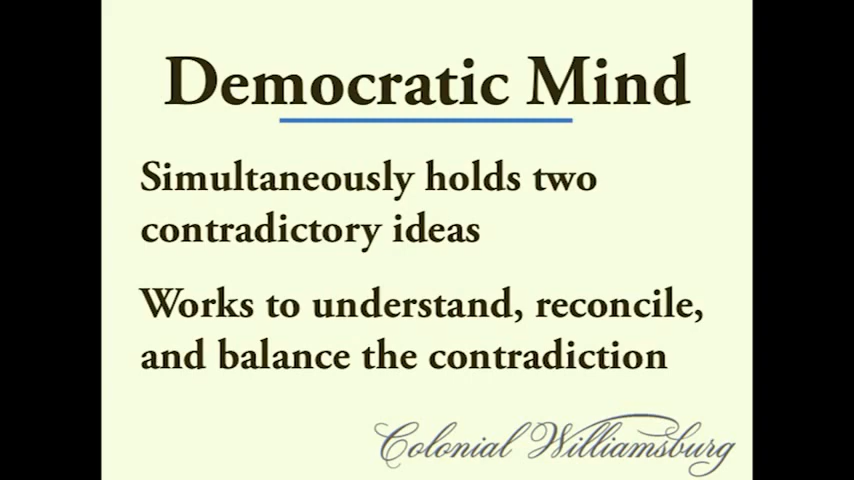 Democratic Mind
Simultaneously holds two
contradictory ideas
Works to understand, reconcile,
and balance the contradiction
Colonial Williamsburg